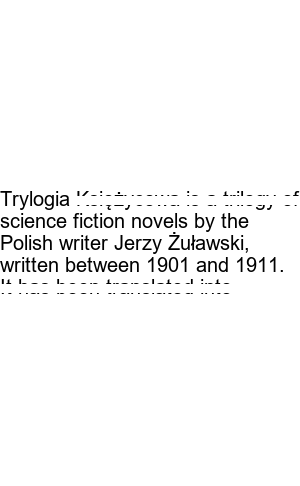 Trylogia Księżycowa is a trilogy of
science fiction novels by the
Polish writer Jerzy Żuławski,
written between 1901 and 1911.
It has been translated into